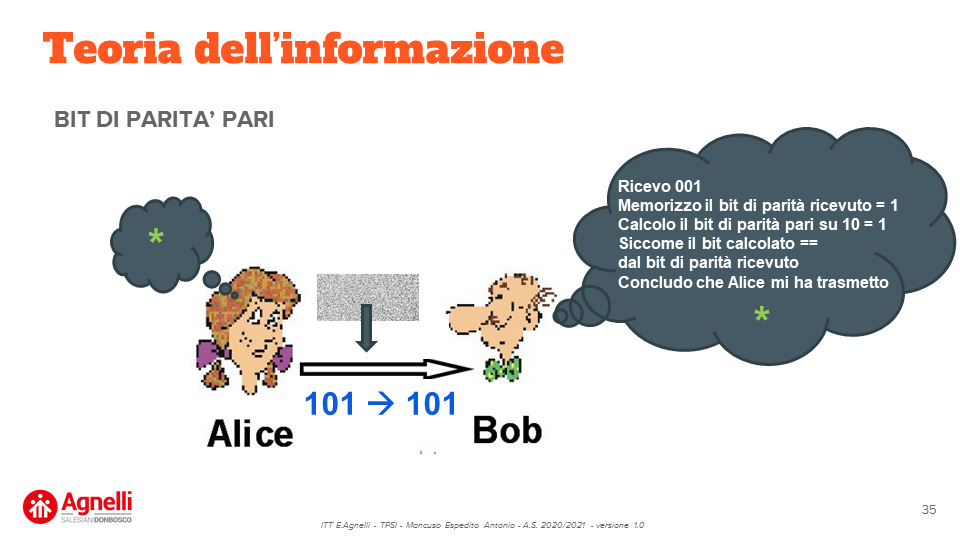 Teoria dell'informazione
BIT DI PARITA' PARI
Ricevo 001
Memorizzo il bit di parità ricevuto = 1
Calcolo il bit di parità pari su 10 = 1
Siccome il bit calcolato ==
dal bit di parità ricevuto
Concludo che Alice mi ha trasmetto
*
*
101 → 101
Alice
Bob
Agnelli
SALESIANIDONBOSCO
ITT E.Agnelli - TPSI - Mancuso Espedito Antonio - A.S. 2020/2021 - versione 1.0
35